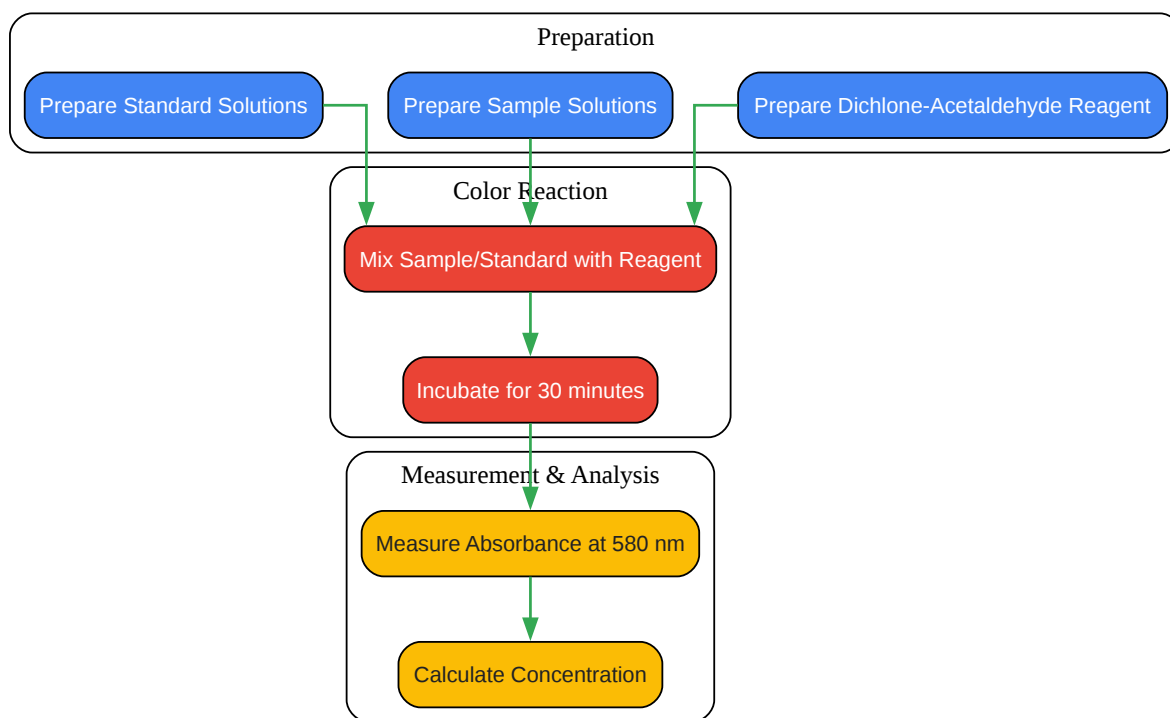 Preparation
Prepare Standard Solutions
Prepare Sample Solutions
Prepare Dichlone-Acetaldehyde Reagent
Color Reaction
Mix Sample/Standard with Reagent
Incubate for 30 minutes
Measurement & Analysis
Measure Absorbance at 580 nm
Calculate Concentration